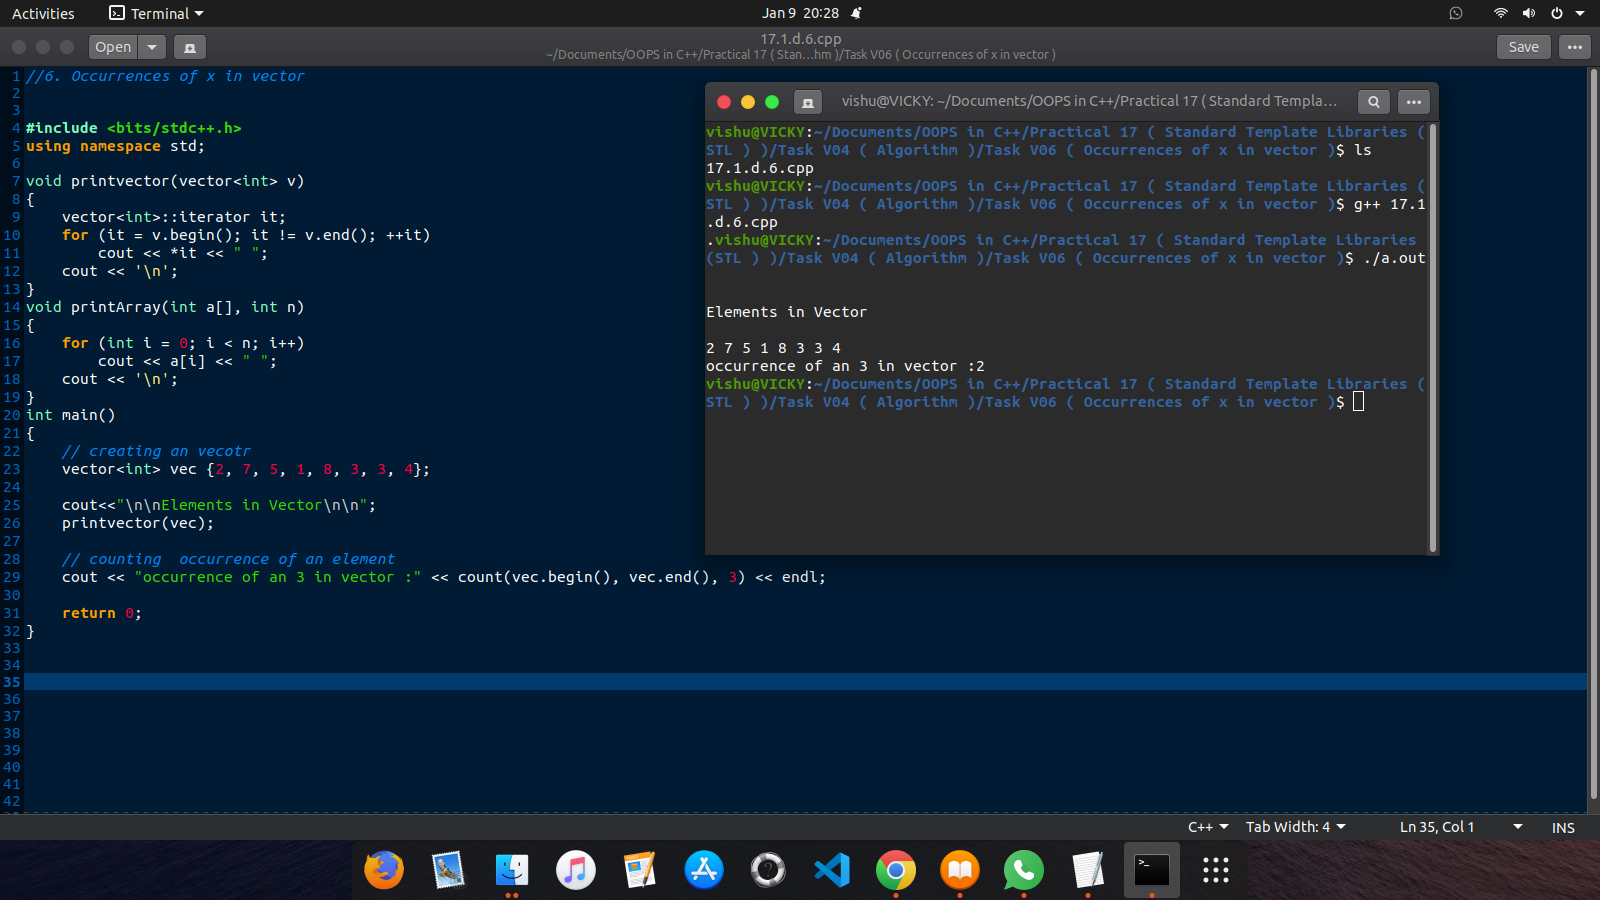 Activities Terminal Jan 9 20:28
Open 17.1.d.6.cpp Save
~/Documents/OOPS in C++/Practical 17 ( Stan...hm )/Task V06 ( Occurrences of x in vector )
1 //6. Occurrences of x in vector
2
3
4 #include <bits/stdc++.h>
5 using namespace std;
6
7 void printvector(vector<int> v)
8 {
9     vector<int>::iterator it;
10     for (it = v.begin(); it != v.end(); ++it)
11         cout << *it << " ";
12     cout << '\n';
13 }
14 void printArray(int a[], int n)
15 {
16     for (int i = 0; i < n; i++)
17         cout << a[i] << " ";
18     cout << '\n';
19 }
20 int main()
21 {
22     // creating an vecotr
23     vector<int> vec {2, 7, 5, 1, 8, 3, 3, 4};
24
25     cout<<"\n\nElements in Vector\n\n";
26     printvector(vec);
27
28     // counting  occurrence of an element
29     cout << "occurrence of an 3 in vector :" << count(vec.begin(), vec.end(), 3) << endl;
30
31     return 0;
32 }
33
34
35
36
37
38
39
40
41
42
vishu@VICKY: ~/Documents/OOPS in C++/Practical 17 ( Standard Templa...
vishu@VICKY:~/Documents/OOPS in C++/Practical 17 ( Standard Template Libraries (
STL ) )/Task V04 ( Algorithm )/Task V06 ( Occurrences of x in vector )$ ls
17.1.d.6.cpp
vishu@VICKY:~/Documents/OOPS in C++/Practical 17 ( Standard Template Libraries (
STL ) )/Task V04 ( Algorithm )/Task V06 ( Occurrences of x in vector )$ g++ 17.1
.d.6.cpp
.vishu@VICKY:~/Documents/OOPS in C++/Practical 17 ( Standard Template Libraries
(STL ) )/Task V04 ( Algorithm )/Task V06 ( Occurrences of x in vector )$ ./a.out
Elements in Vector
2 7 5 1 8 3 3 4
occurrence of an 3 in vector :2
vishu@VICKY:~/Documents/OOPS in C++/Practical 17 ( Standard Template Libraries (
STL ) )/Task V04 ( Algorithm )/Task V06 ( Occurrences of x in vector )$
C++ Tab Width: 4 Ln 35, Col 1 INS